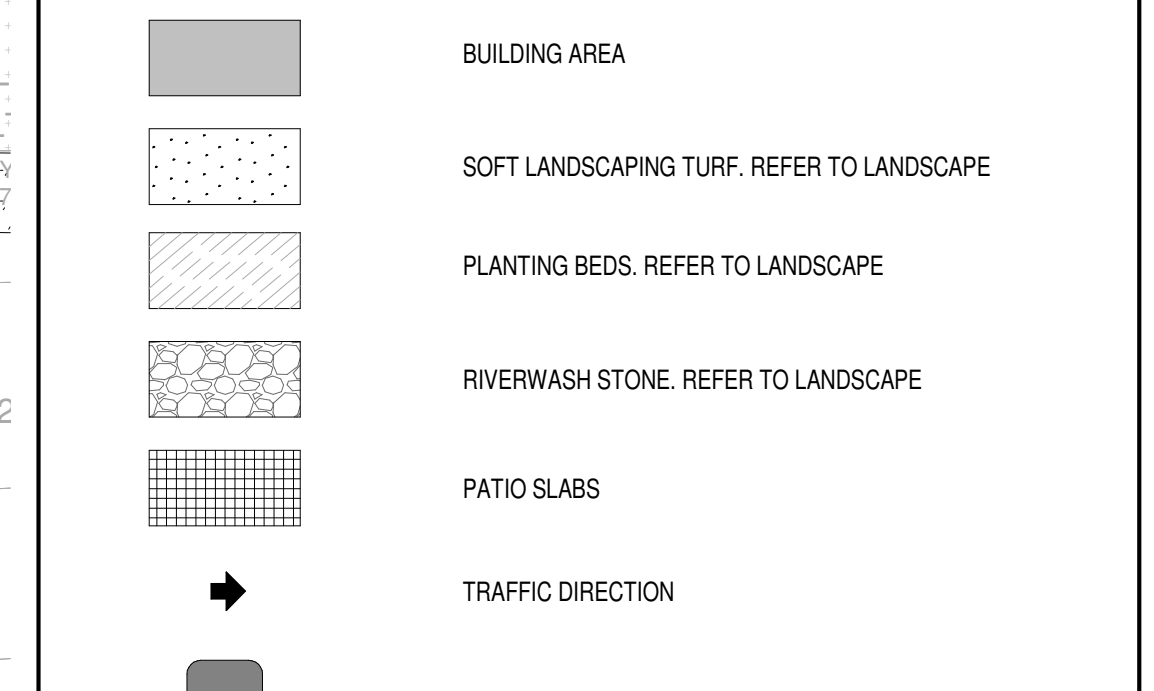 BUILDING AREA
SOFT LANDSCAPING TURF. REFER TO LANDSCAPE
PLANTING BEDS. REFER TO LANDSCAPE
RIVERWASH STONE. REFER TO LANDSCAPE
PATIO SLABS
TRAFFIC DIRECTION